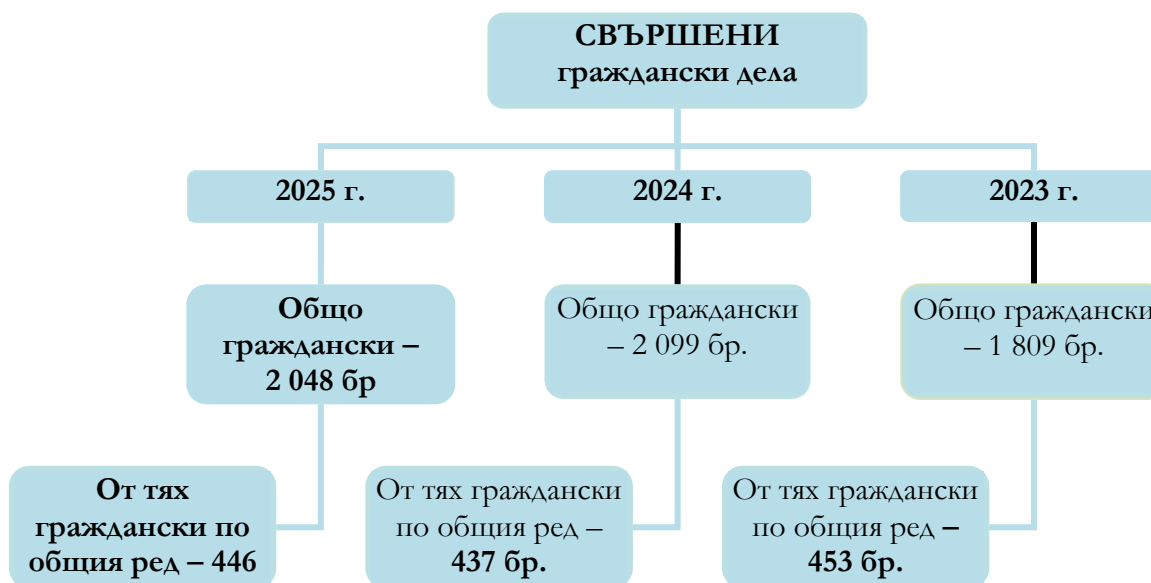 СВЪРШЕНИ
граждански дела
2025 г.
2024 г.
2023 г.
Общо
граждански –
2 048 бр
Общо граждански
– 2 099 бр.
Общо граждански
– 1 809 бр.
От тях
граждански по
общия ред – 446
От тях граждански
по общия ред –
437 бр.
От тях граждански
по общия ред –
453 бр.